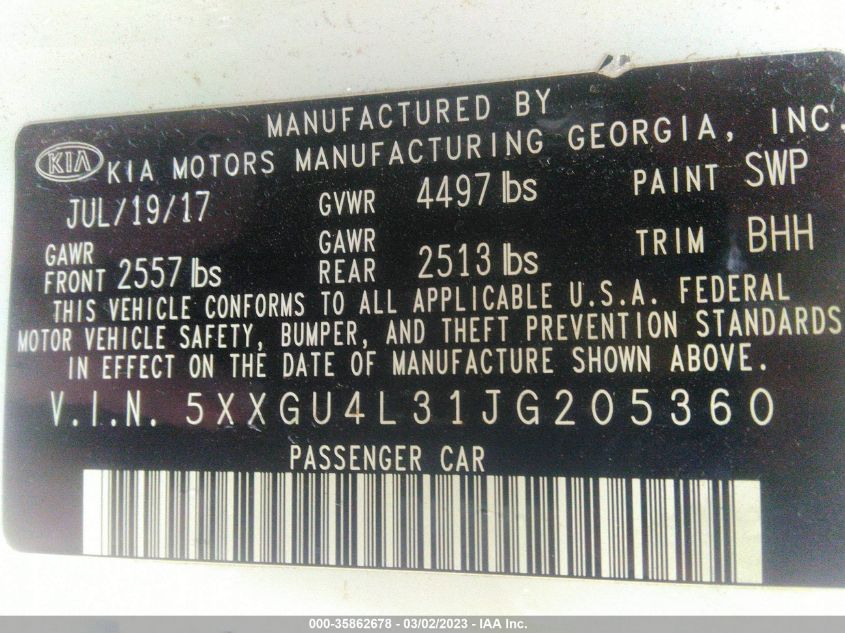 MANUFACTURED BY
KIA KIA MOTORS MANUFACTURING GEORGIA, INC.
JUL/19/17 GVWR 4497 lbs PAINT SWP
GAWR FRONT 2557 lbs GAWR REAR 2513 lbs TRIM BHH
THIS VEHICLE CONFORMS TO ALL APPLICABLE U.S.A. FEDERAL
MOTOR VEHICLE SAFETY, BUMPER, AND THEFT PREVENTION STANDARDS
IN EFFECT ON THE DATE OF MANUFACTURE SHOWN ABOVE.
V.I.N. 5XXGU4L31JG205360
PASSENGER CAR
000-35862678 - 03/02/2023 - IAA Inc.